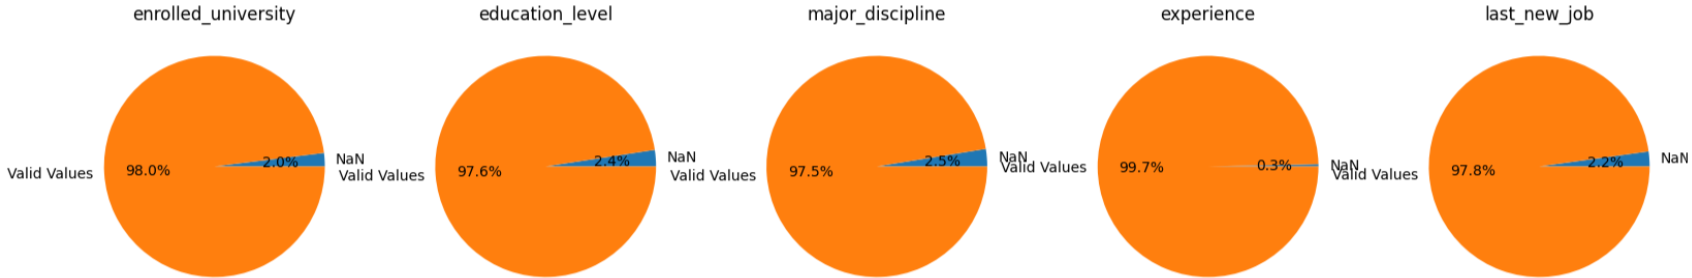 enrolled_university
education_level
major_discipline
experience
last_new_job
Valid Values
98.0%
2.0%
NaN
Valid Values
97.6%
2.4%
NaN
Valid Values
97.5%
2.5%
NaN
Valid Values
99.7%
0.3%
NaN
Valid Values
97.8%
2.2%
NaN